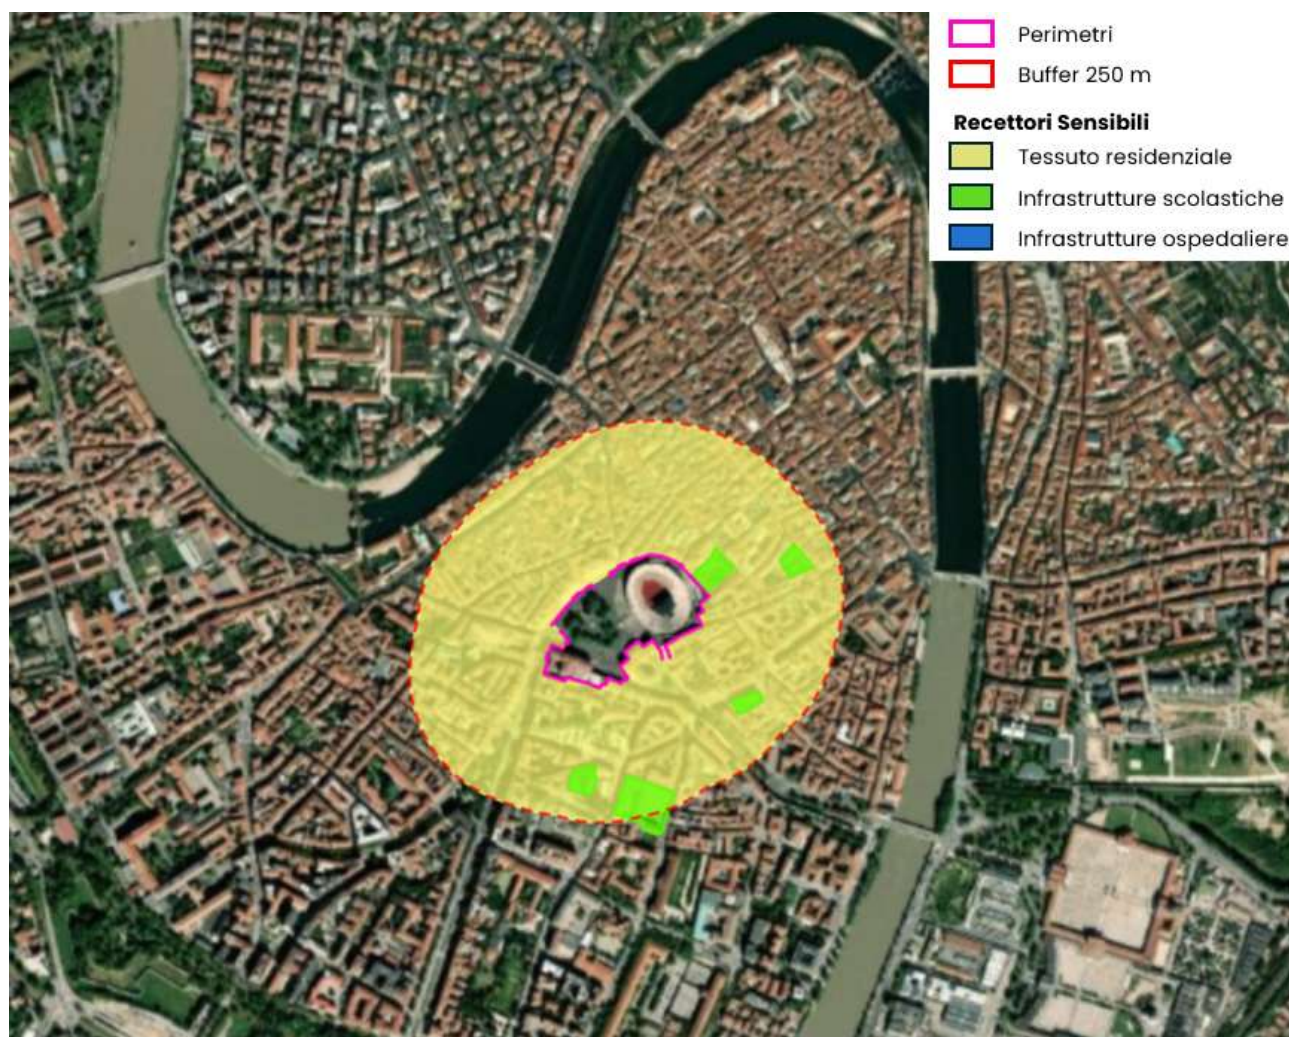 Perimetri
Buffer 250 m
Recettori Sensibili
Tessuto residenziale
Infrastrutture scolastiche
Infrastrutture ospedaliere